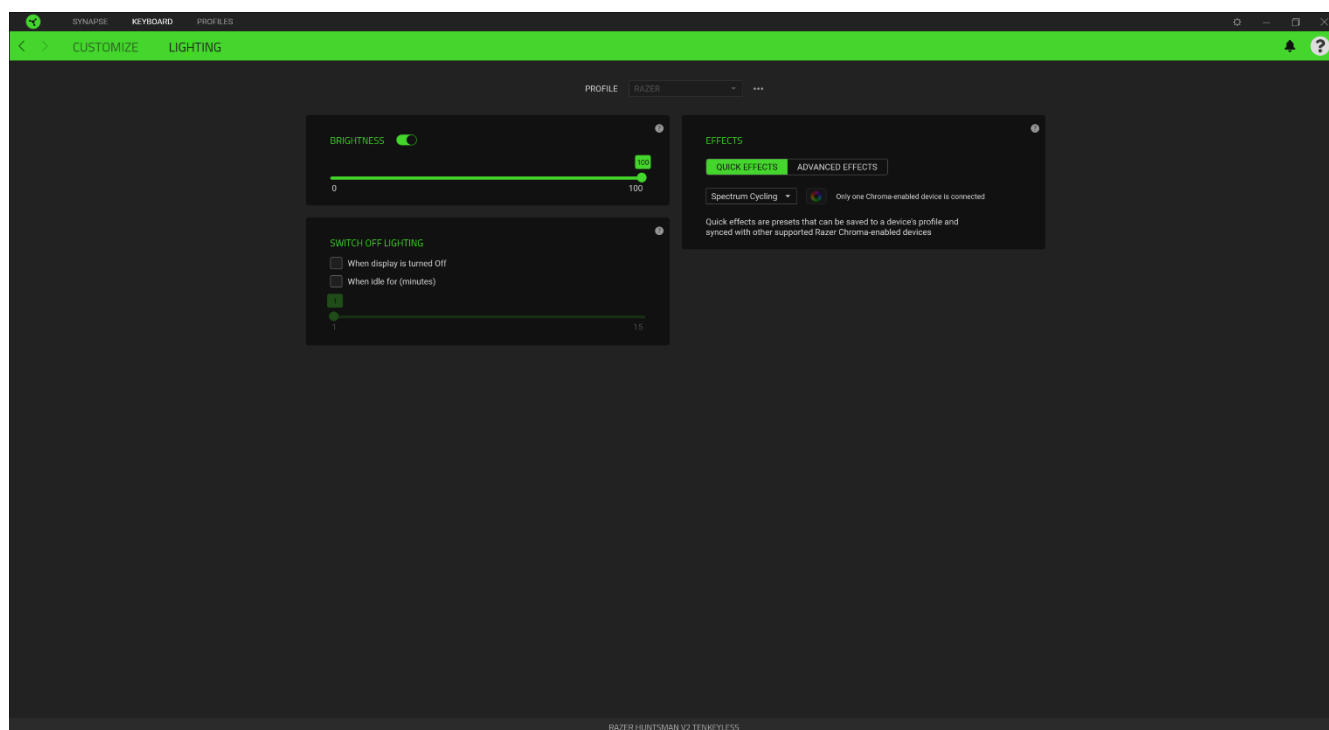 SYNAPSE KEYBOARD PROFILES
CUSTOMIZE LIGHTING
PROFILE RAZER
BRIGHTNESS
100
0 100
SWITCH OFF LIGHTING
When display is turned Off
When idle for (minutes)
1
1 15
EFFECTS
QUICK EFFECTS ADVANCED EFFECTS
Spectrum Cycling Only one Chroma-enabled device is connected
Quick effects are presets that can be saved to a device's profile and
synced with other supported Razer Chroma-enabled devices
RAZER HUNTSMAN V2 TENKEYLESS